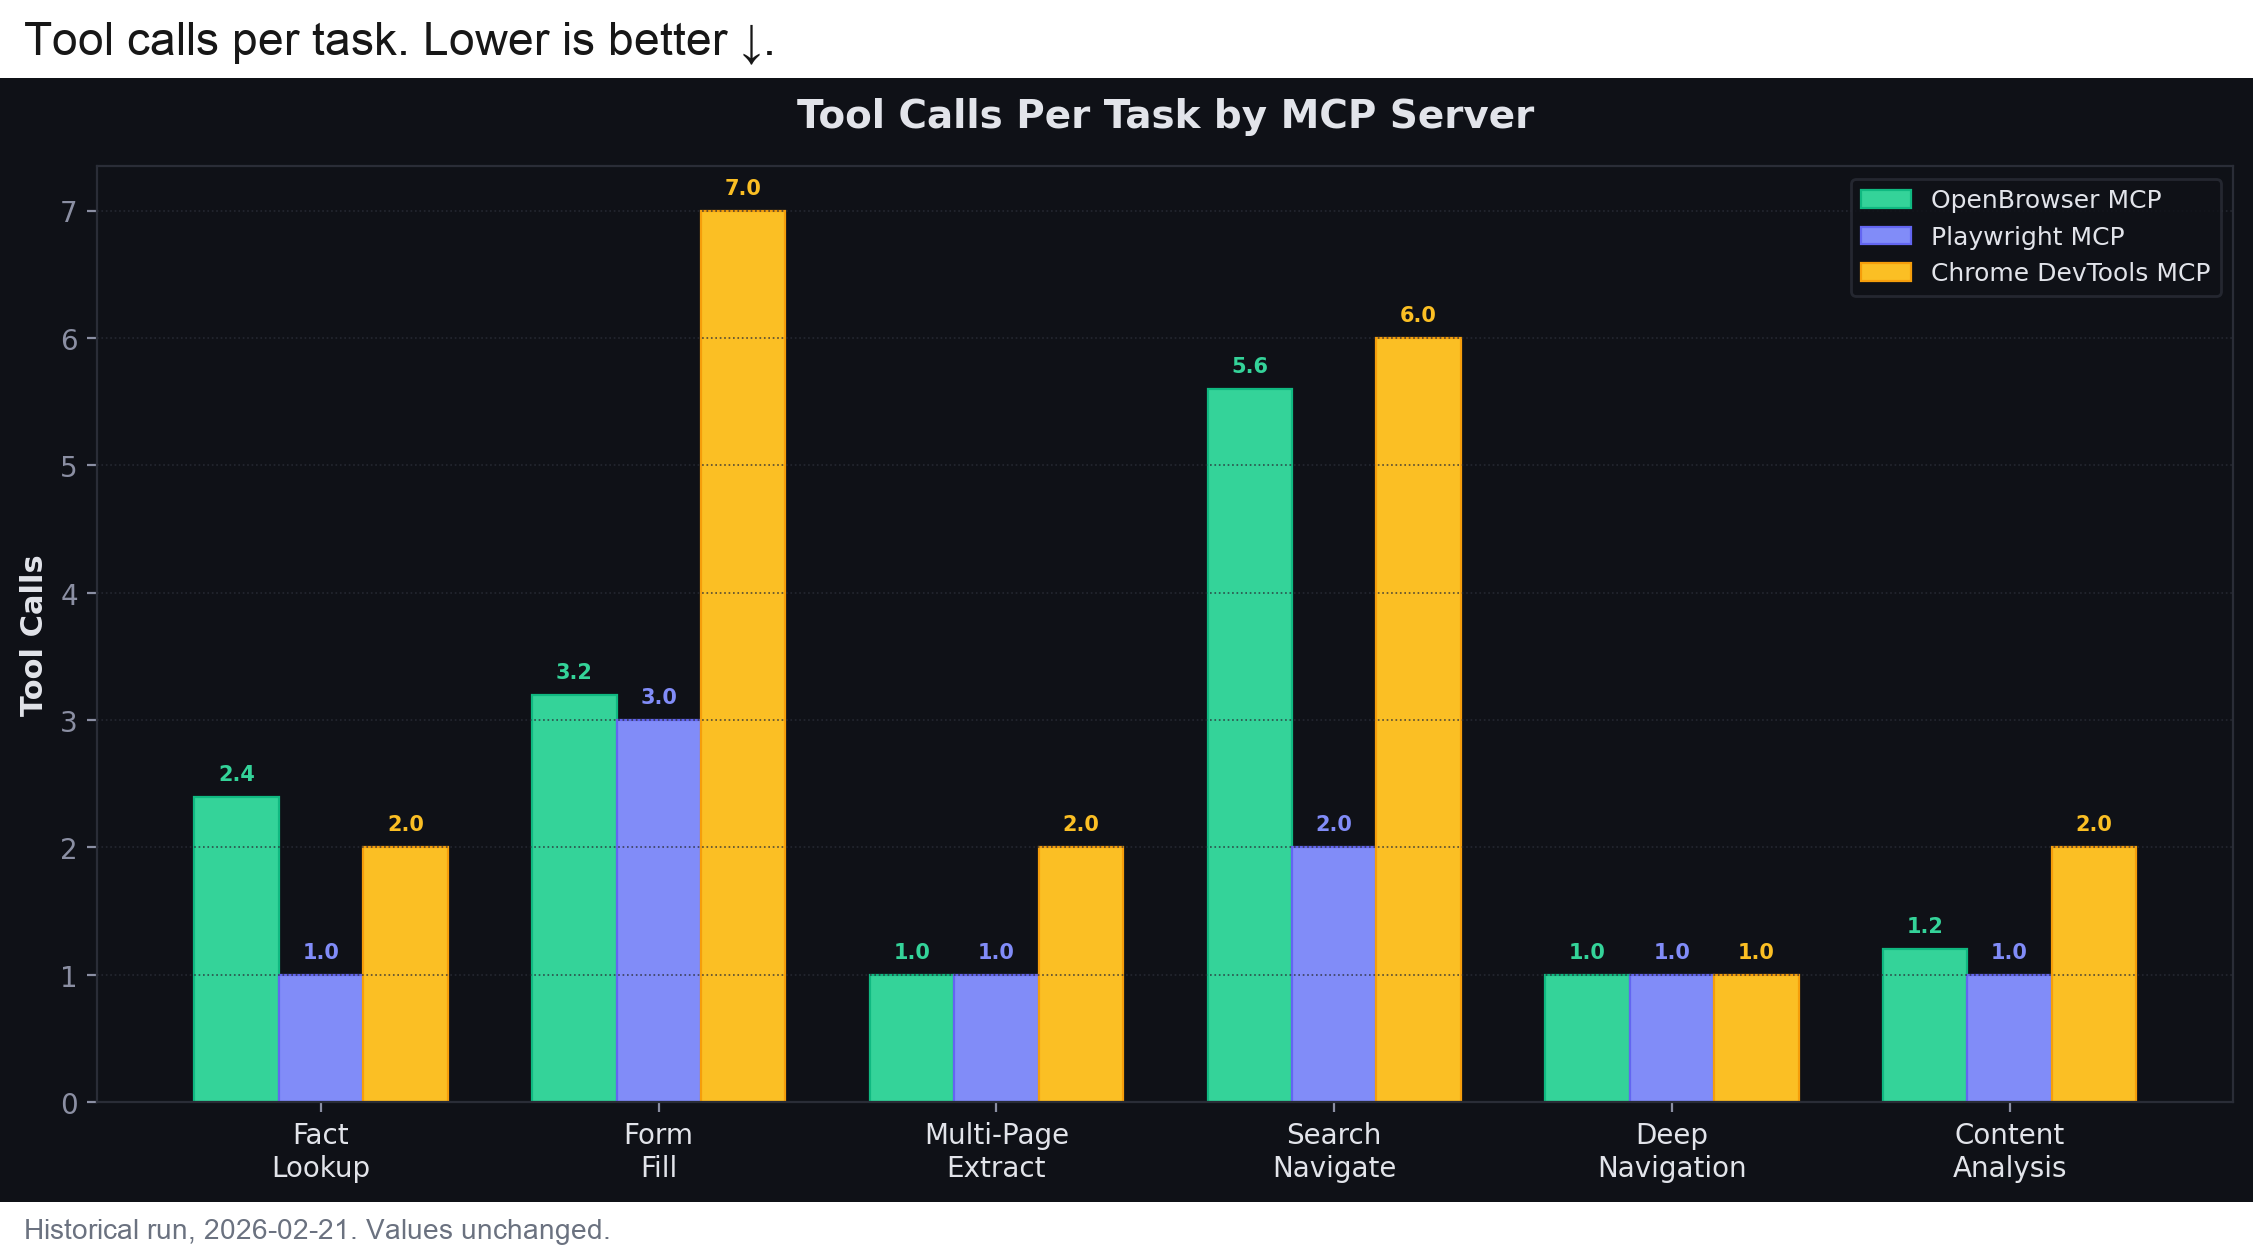 Tool calls per task. Lower is better ↓.
Tool Calls Per Task by MCP Server
OpenBrowser MCP
Playwright MCP
Chrome DevTools MCP
Tool Calls
7
6
5
4
3
2
1
0
2.4
1.0
2.0
3.2
3.0
7.0
1.0
1.0
2.0
5.6
2.0
6.0
1.0
1.0
1.0
1.2
1.0
2.0
Fact
Lookup
Form
Fill
Multi-Page
Extract
Search
Navigate
Deep
Navigation
Content
Analysis
Historical run, 2026-02-21. Values unchanged.